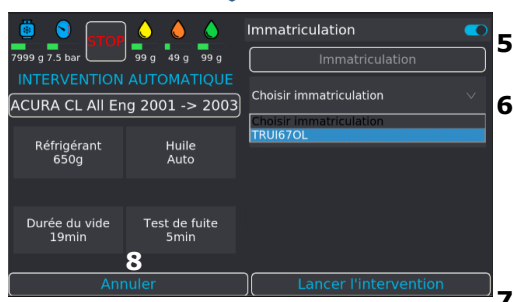 STOP
7999 g 7.5 bar 99 g 49 g 99 g
INTERVENTION AUTOMATIQUE
ACURA CL All Eng 2001 -> 2003
Réfrigérant
650g
Huile
Auto
Durée du vide
19min
Test de fuite
5min
8
Annuler
Immatriculation
5
Immatriculation
Choisir immatriculation
6
Choisir immatriculation
TRUI67OL
Lancer l'intervention
7